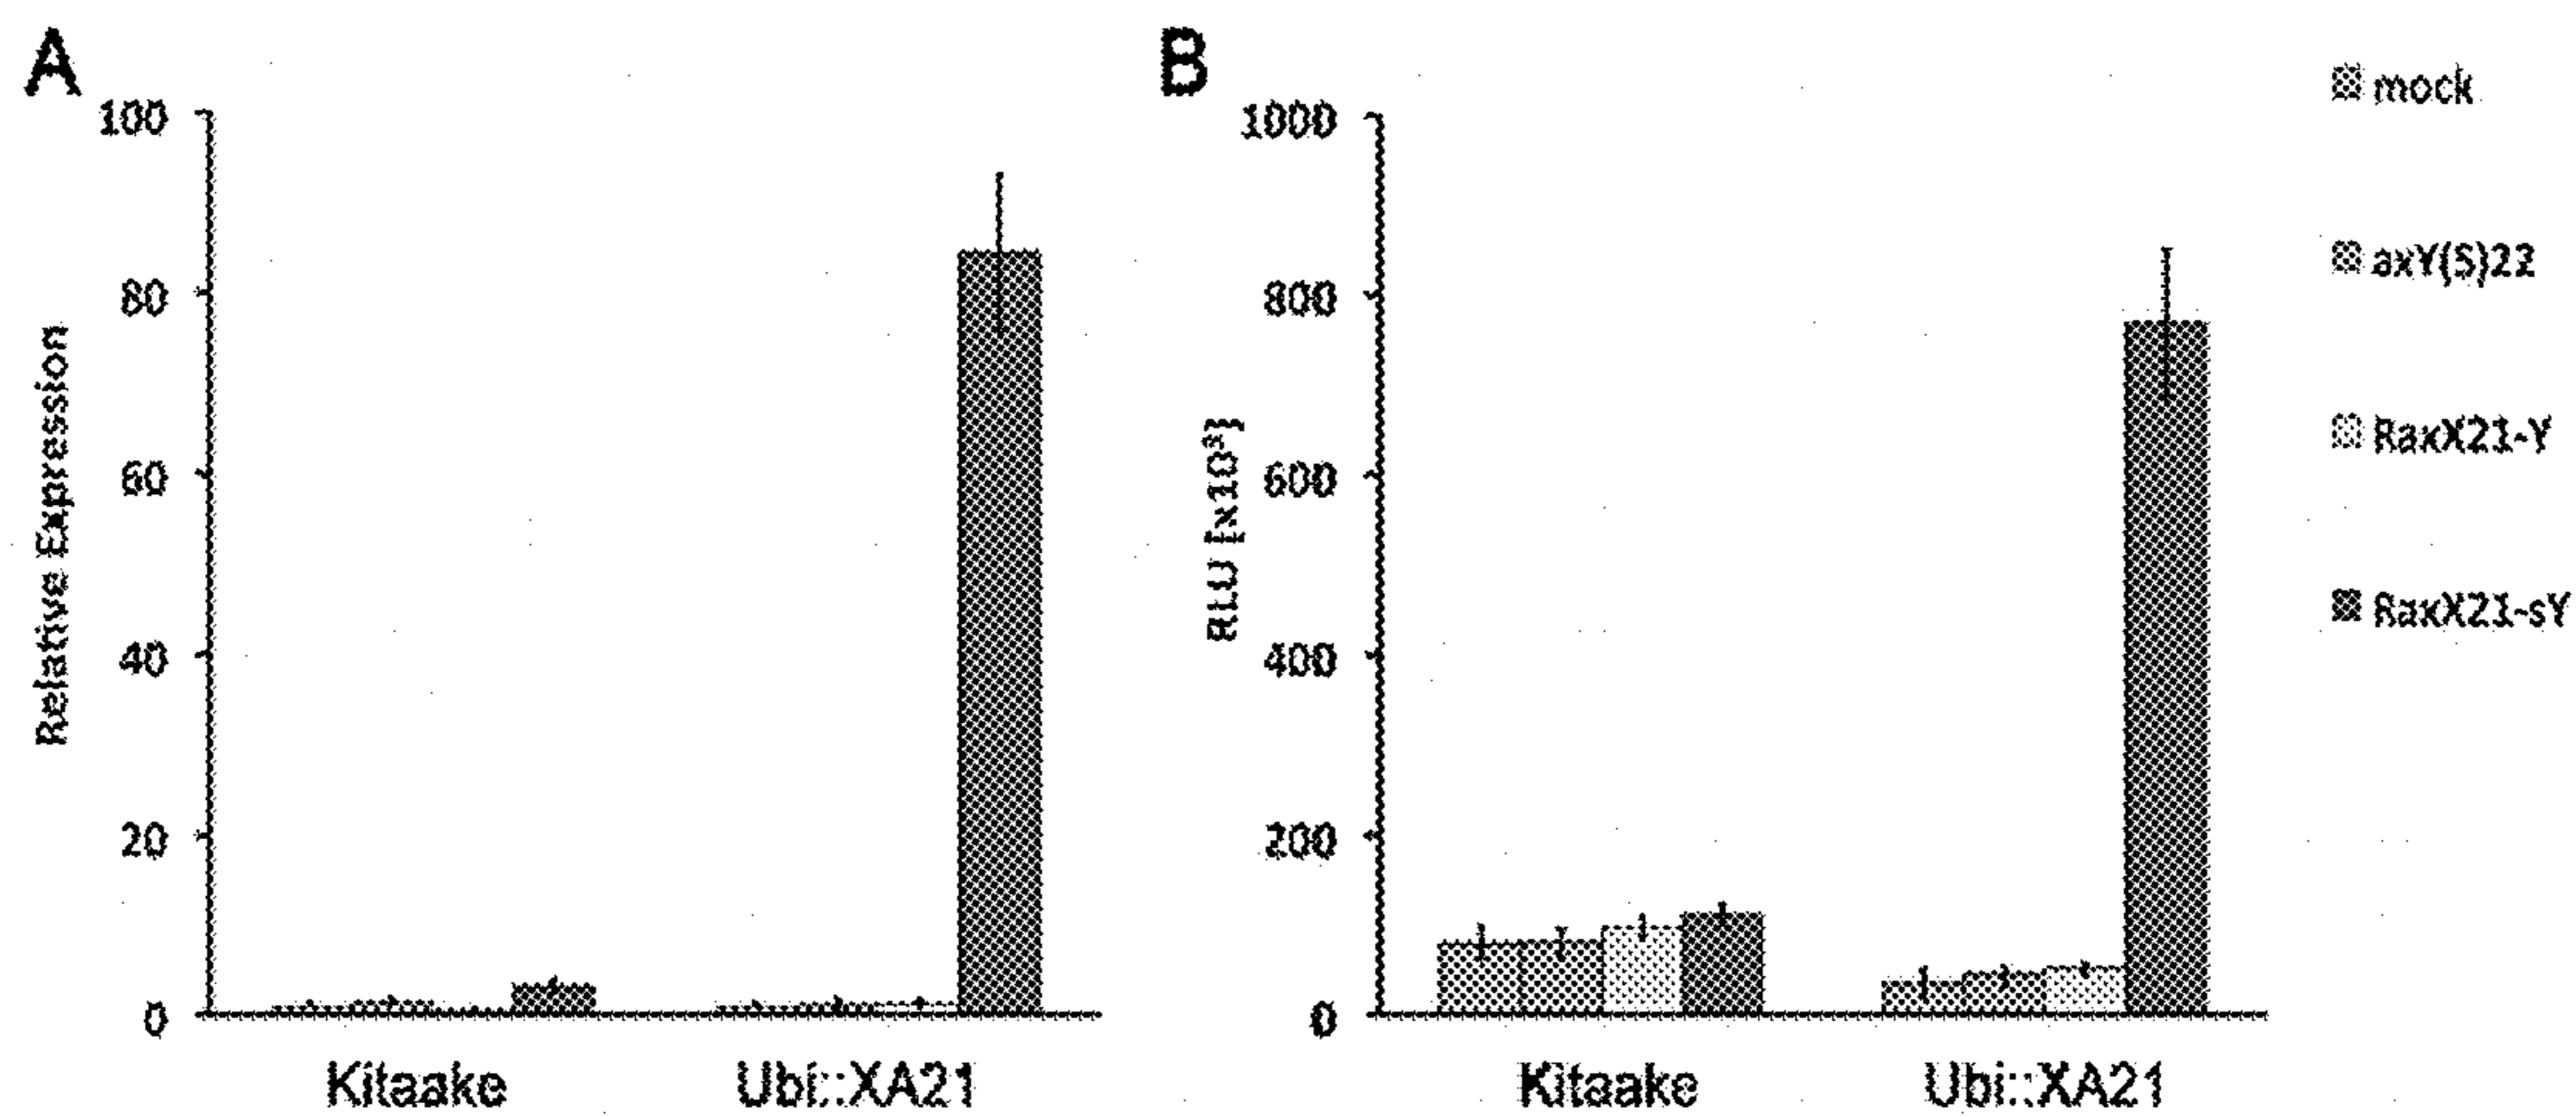 A
100
80
60
40
20
0
Relative Expression
Kitaake
Ubi::XA21
B
1000
800
600
400
200
0
RLU [x10³]
Kitaake
Ubi::XA21
mock
axY(S)22
RaxX21-Y
RaxX21-sY